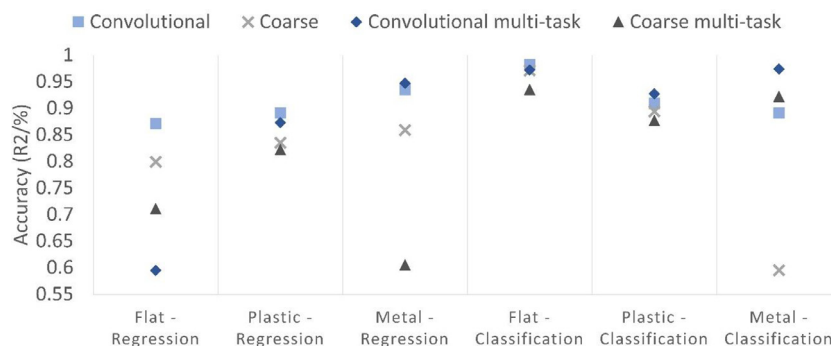 Convolutional Coarse Convolutional multi-task Coarse multi-task
Accuracy (R2/%)
1
0.95
0.9
0.85
0.8
0.75
0.7
0.65
0.6
0.55
Flat - Plastic - Metal - Flat - Plastic - Metal -
Regression Regression Regression Classification Classification Classification